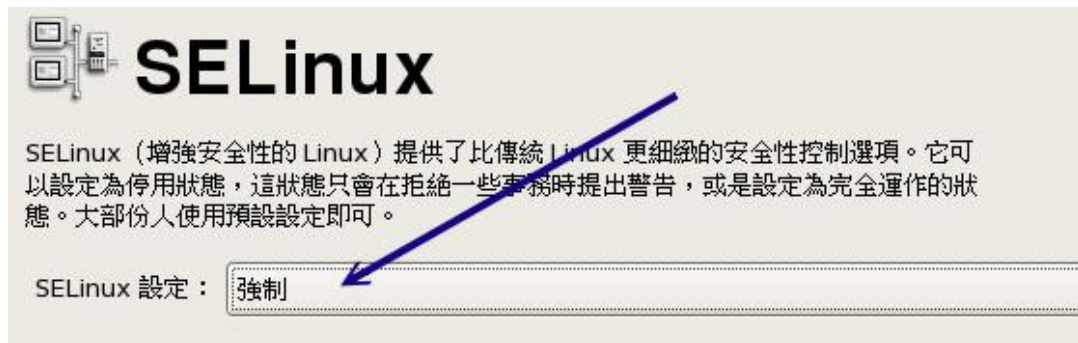 SELinux
SELinux（增強安全性的 Linux）提供了比傳統 Linux 更細緻的安全性控制選項。它可
以設定為停用狀態，這狀態只會在拒絕一些事務時提出警告，或是設定為完全運作的狀
態。大部份人使用預設設定即可。
SELinux 設定： 強制